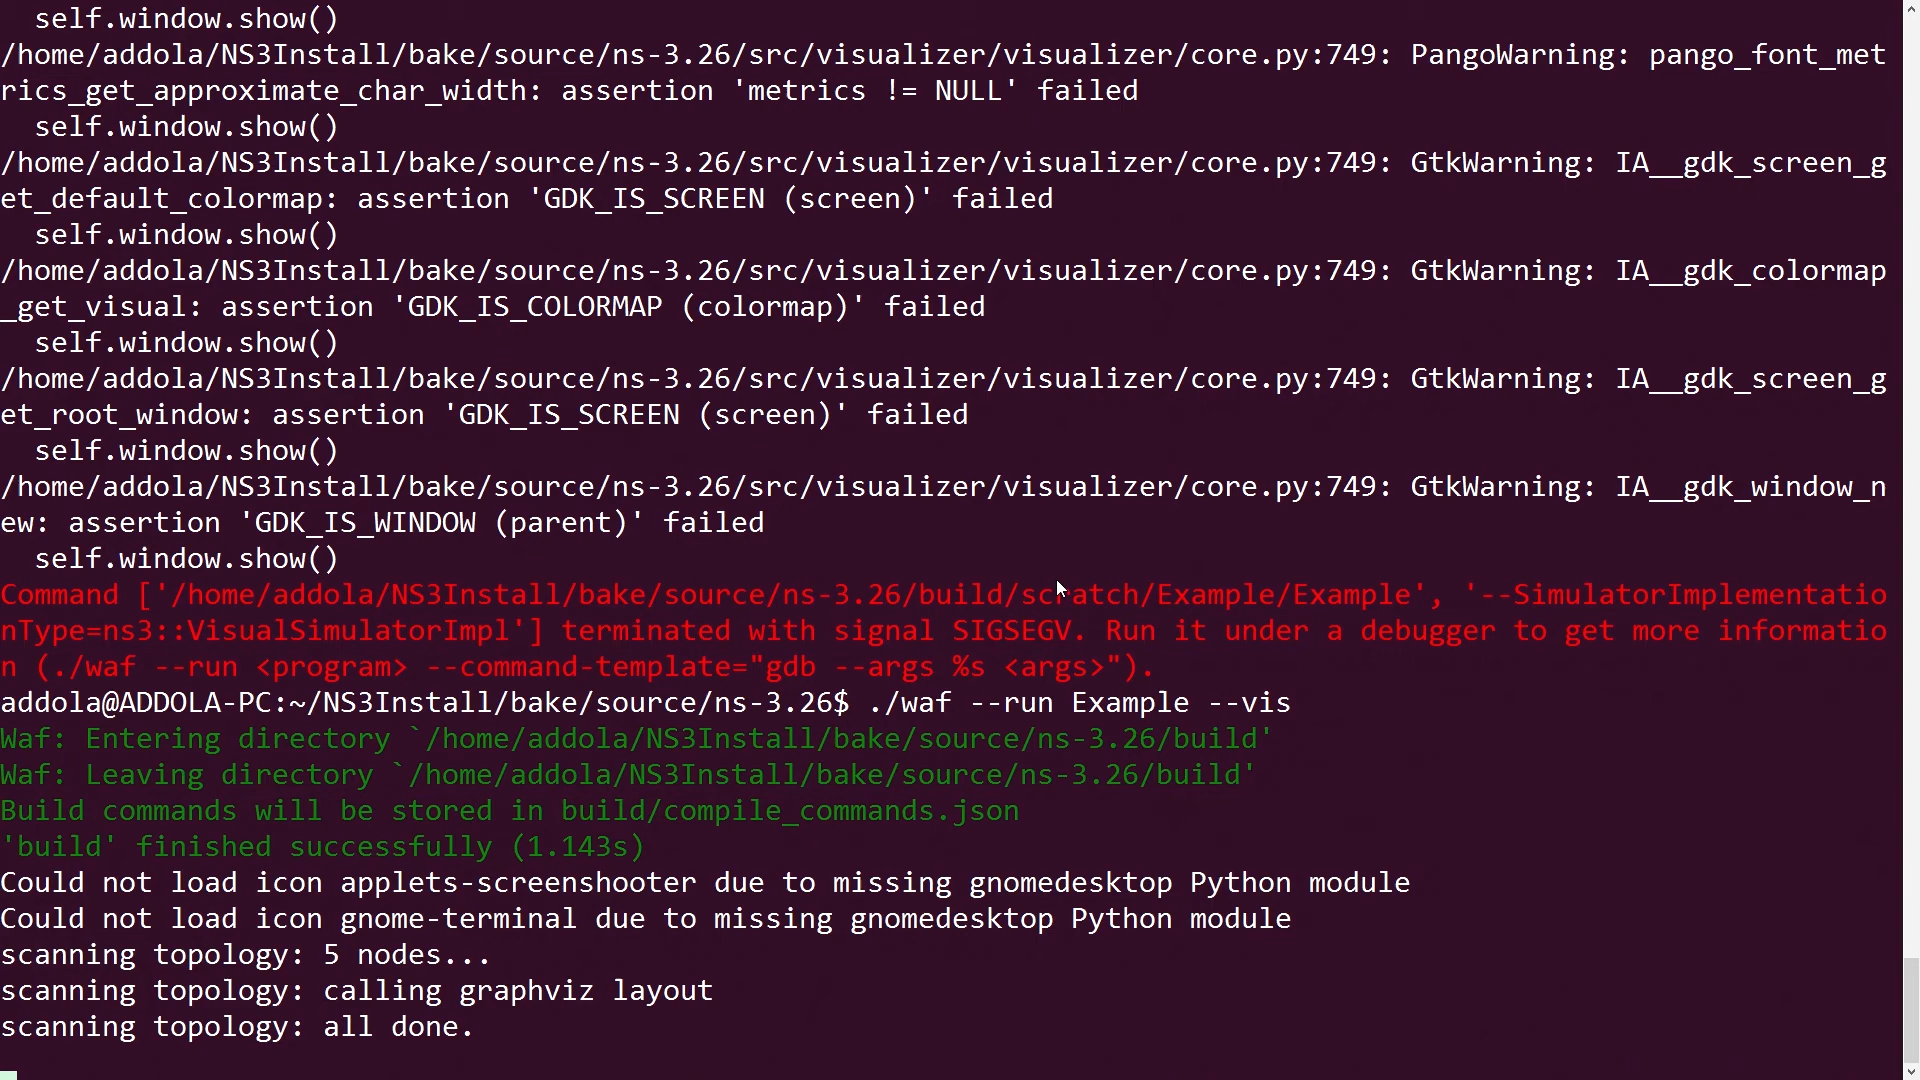 self.window.show()
/home/addola/NS3Install/bake/source/ns-3.26/src/visualizer/visualizer/core.py:749: PangoWarning: pango_font_met
rics_get_approximate_char_width: assertion 'metrics != NULL' failed
  self.window.show()
/home/addola/NS3Install/bake/source/ns-3.26/src/visualizer/visualizer/core.py:749: GtkWarning: IA__gdk_screen_g
et_default_colormap: assertion 'GDK_IS_SCREEN (screen)' failed
  self.window.show()
/home/addola/NS3Install/bake/source/ns-3.26/src/visualizer/visualizer/core.py:749: GtkWarning: IA__gdk_colormap
_get_visual: assertion 'GDK_IS_COLORMAP (colormap)' failed
  self.window.show()
/home/addola/NS3Install/bake/source/ns-3.26/src/visualizer/visualizer/core.py:749: GtkWarning: IA__gdk_screen_g
et_root_window: assertion 'GDK_IS_SCREEN (screen)' failed
  self.window.show()
/home/addola/NS3Install/bake/source/ns-3.26/src/visualizer/visualizer/core.py:749: GtkWarning: IA__gdk_window_n
ew: assertion 'GDK_IS_WINDOW (parent)' failed
  self.window.show()
Command ['/home/addola/NS3Install/bake/source/ns-3.26/build/scratch/Example/Example', '--SimulatorImplementatio
nType=ns3::VisualSimulatorImpl'] terminated with signal SIGSEGV. Run it under a debugger to get more informatio
n (./waf --run <program> --command-template="gdb --args %s <args>").
addola@ADDOLA-PC:~/NS3Install/bake/source/ns-3.26$ ./waf --run Example --vis
Waf: Entering directory `/home/addola/NS3Install/bake/source/ns-3.26/build'
Waf: Leaving directory `/home/addola/NS3Install/bake/source/ns-3.26/build'
Build commands will be stored in build/compile_commands.json
'build' finished successfully (1.143s)
Could not load icon applets-screenshooter due to missing gnomedesktop Python module
Could not load icon gnome-terminal due to missing gnomedesktop Python module
scanning topology: 5 nodes...
scanning topology: calling graphviz layout
scanning topology: all done.